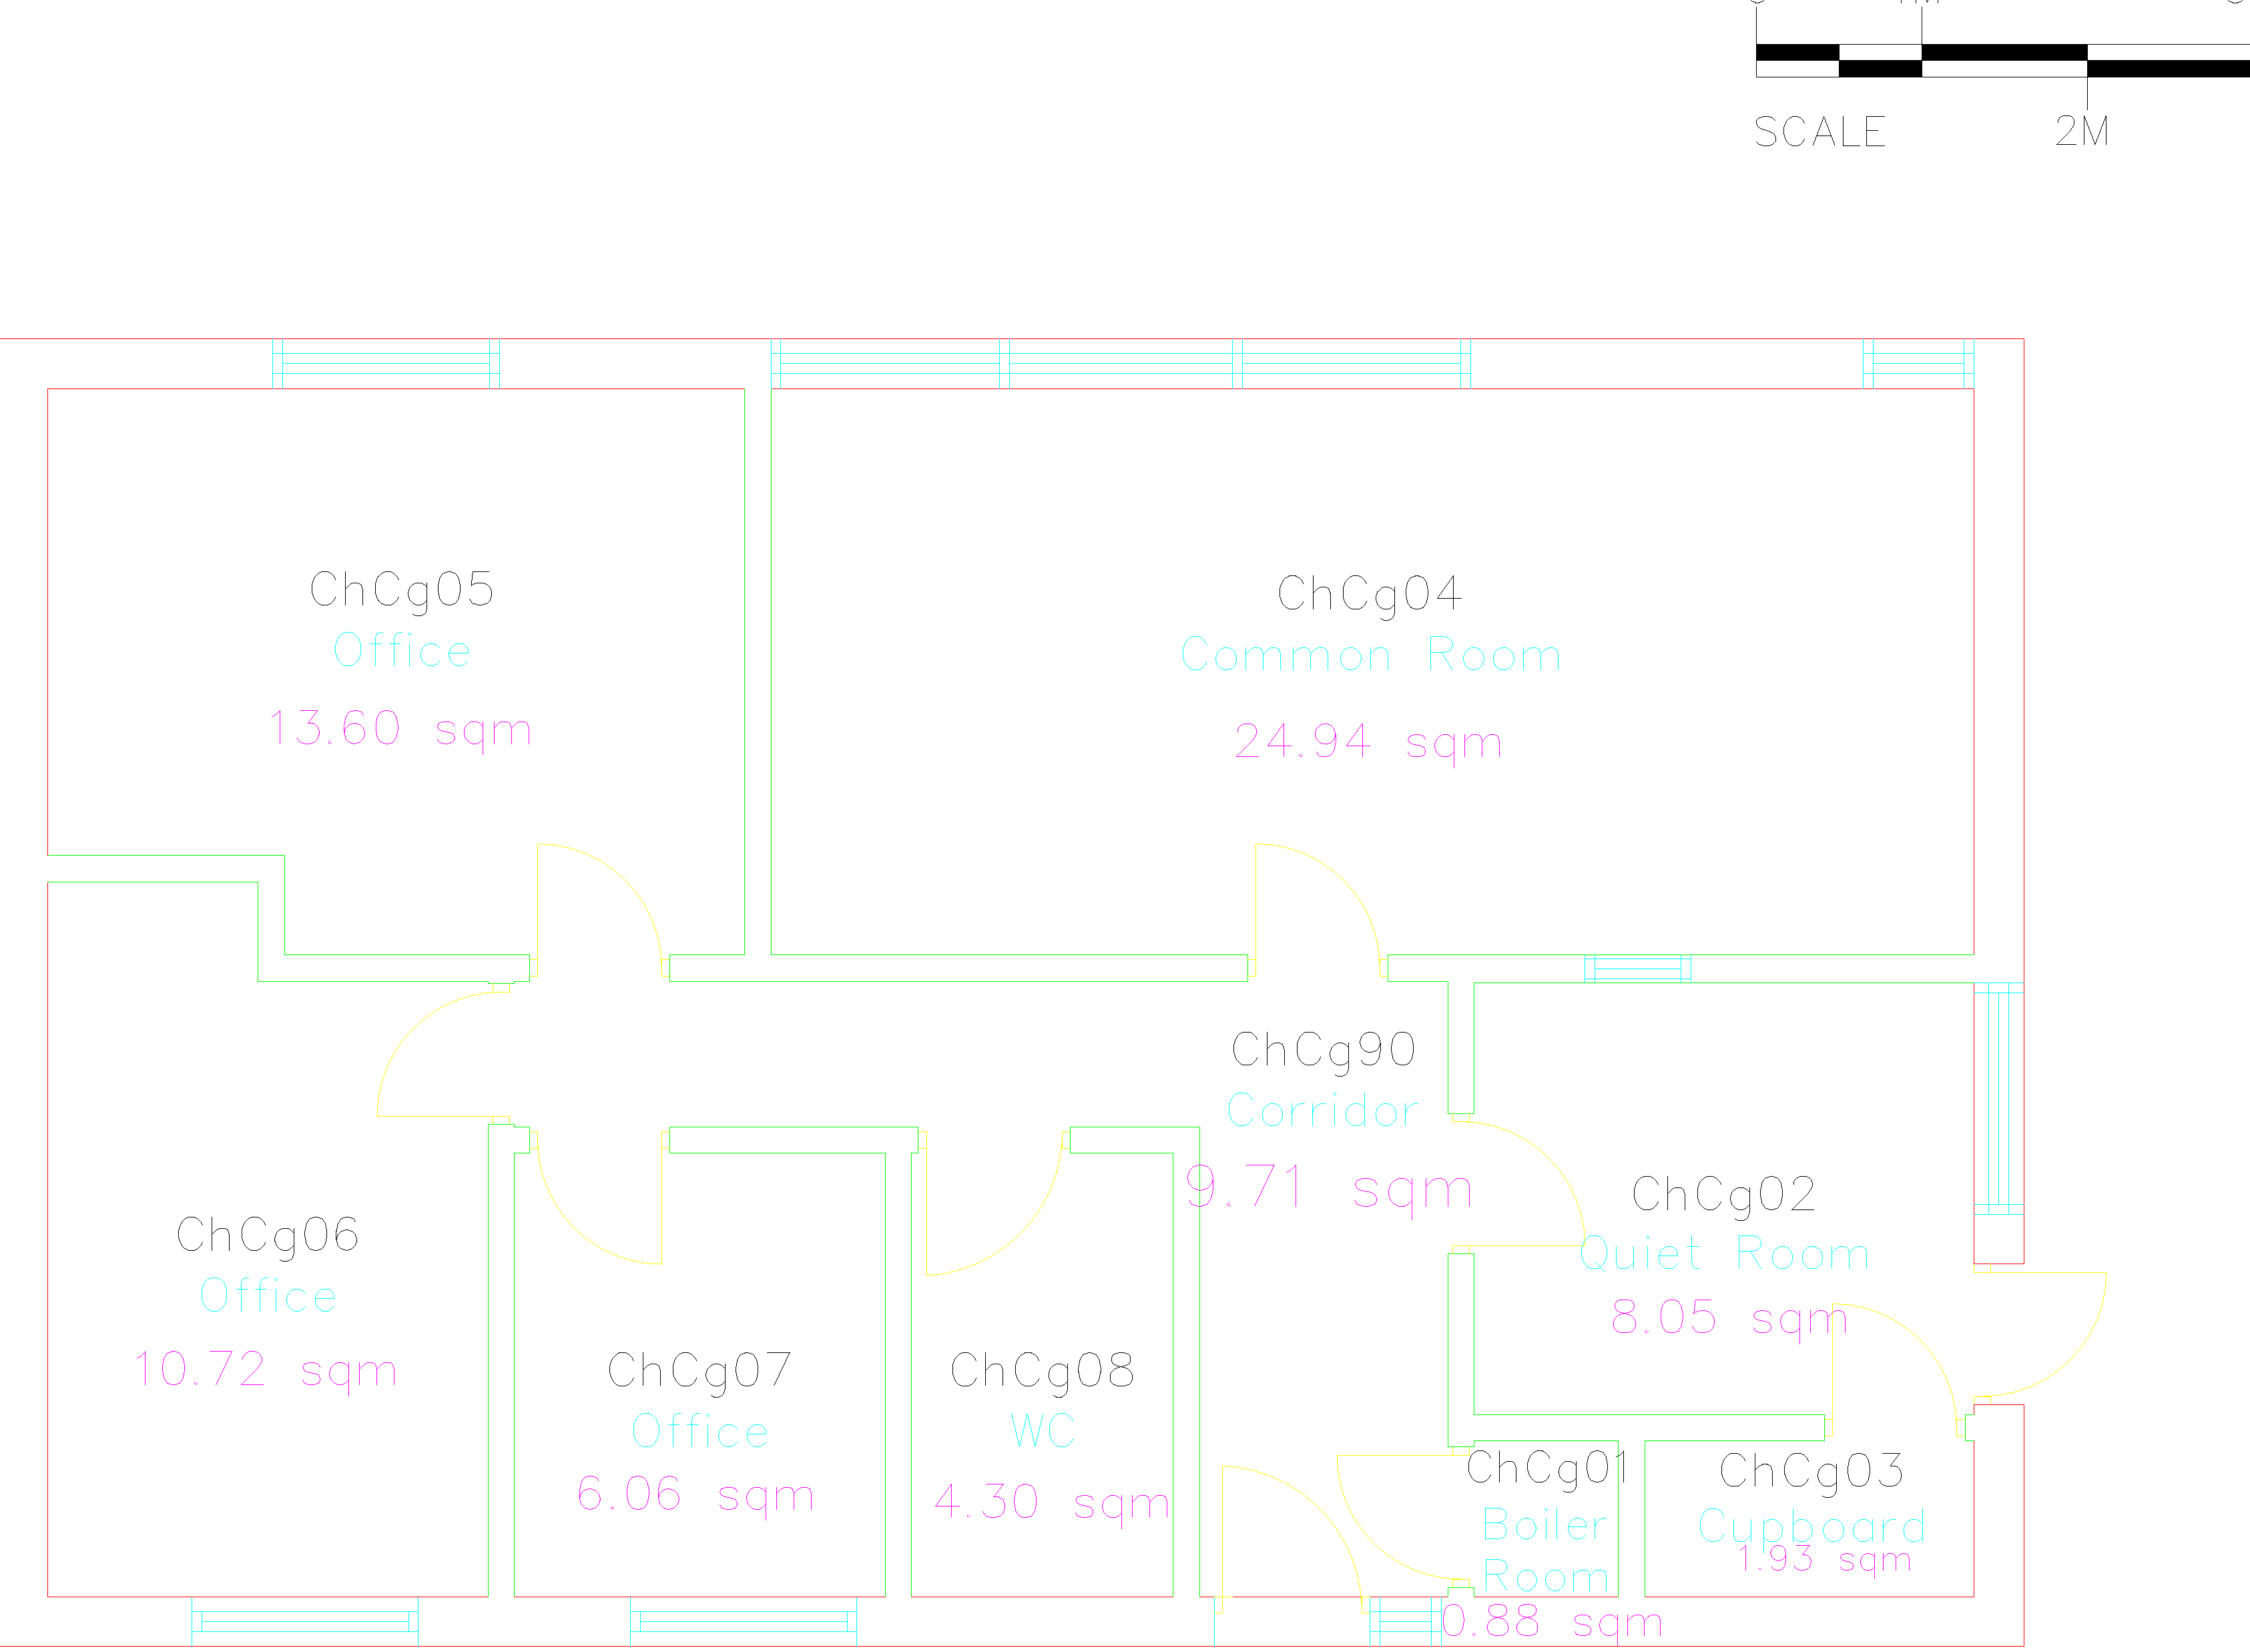 SCALE
2M
ChCg05
Office
13.60 sqm
ChCg04
Common Room
24.94 sqm
ChCg90
Corridor
9.71 sqm
ChCg02
Quiet Room
8.05 sqm
ChCg06
Office
10.72 sqm
ChCg07
Office
6.06 sqm
ChCg08
WC
4.30 sqm
ChCg01
Boiler
Room
0.88 sqm
ChCg03
Cupboard
1.93 sqm